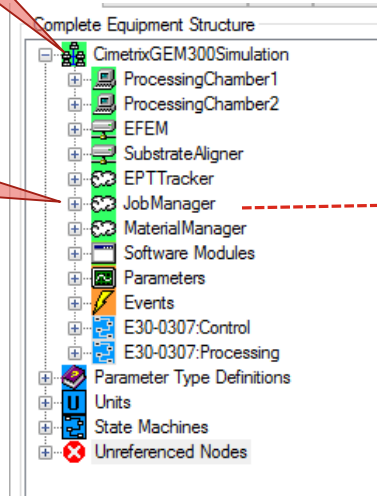 Complete Equipment Structure
CimetrixGEM300Simulation
ProcessingChamber1
ProcessingChamber2
EFEM
SubstrateAligner
EPTTracker
JobManager
MaterialManager
Software Modules
Parameters
Events
E30-0307:Control
E30-0307:Processing
Parameter Type Definitions
U Units
State Machines
Unreferenced Nodes